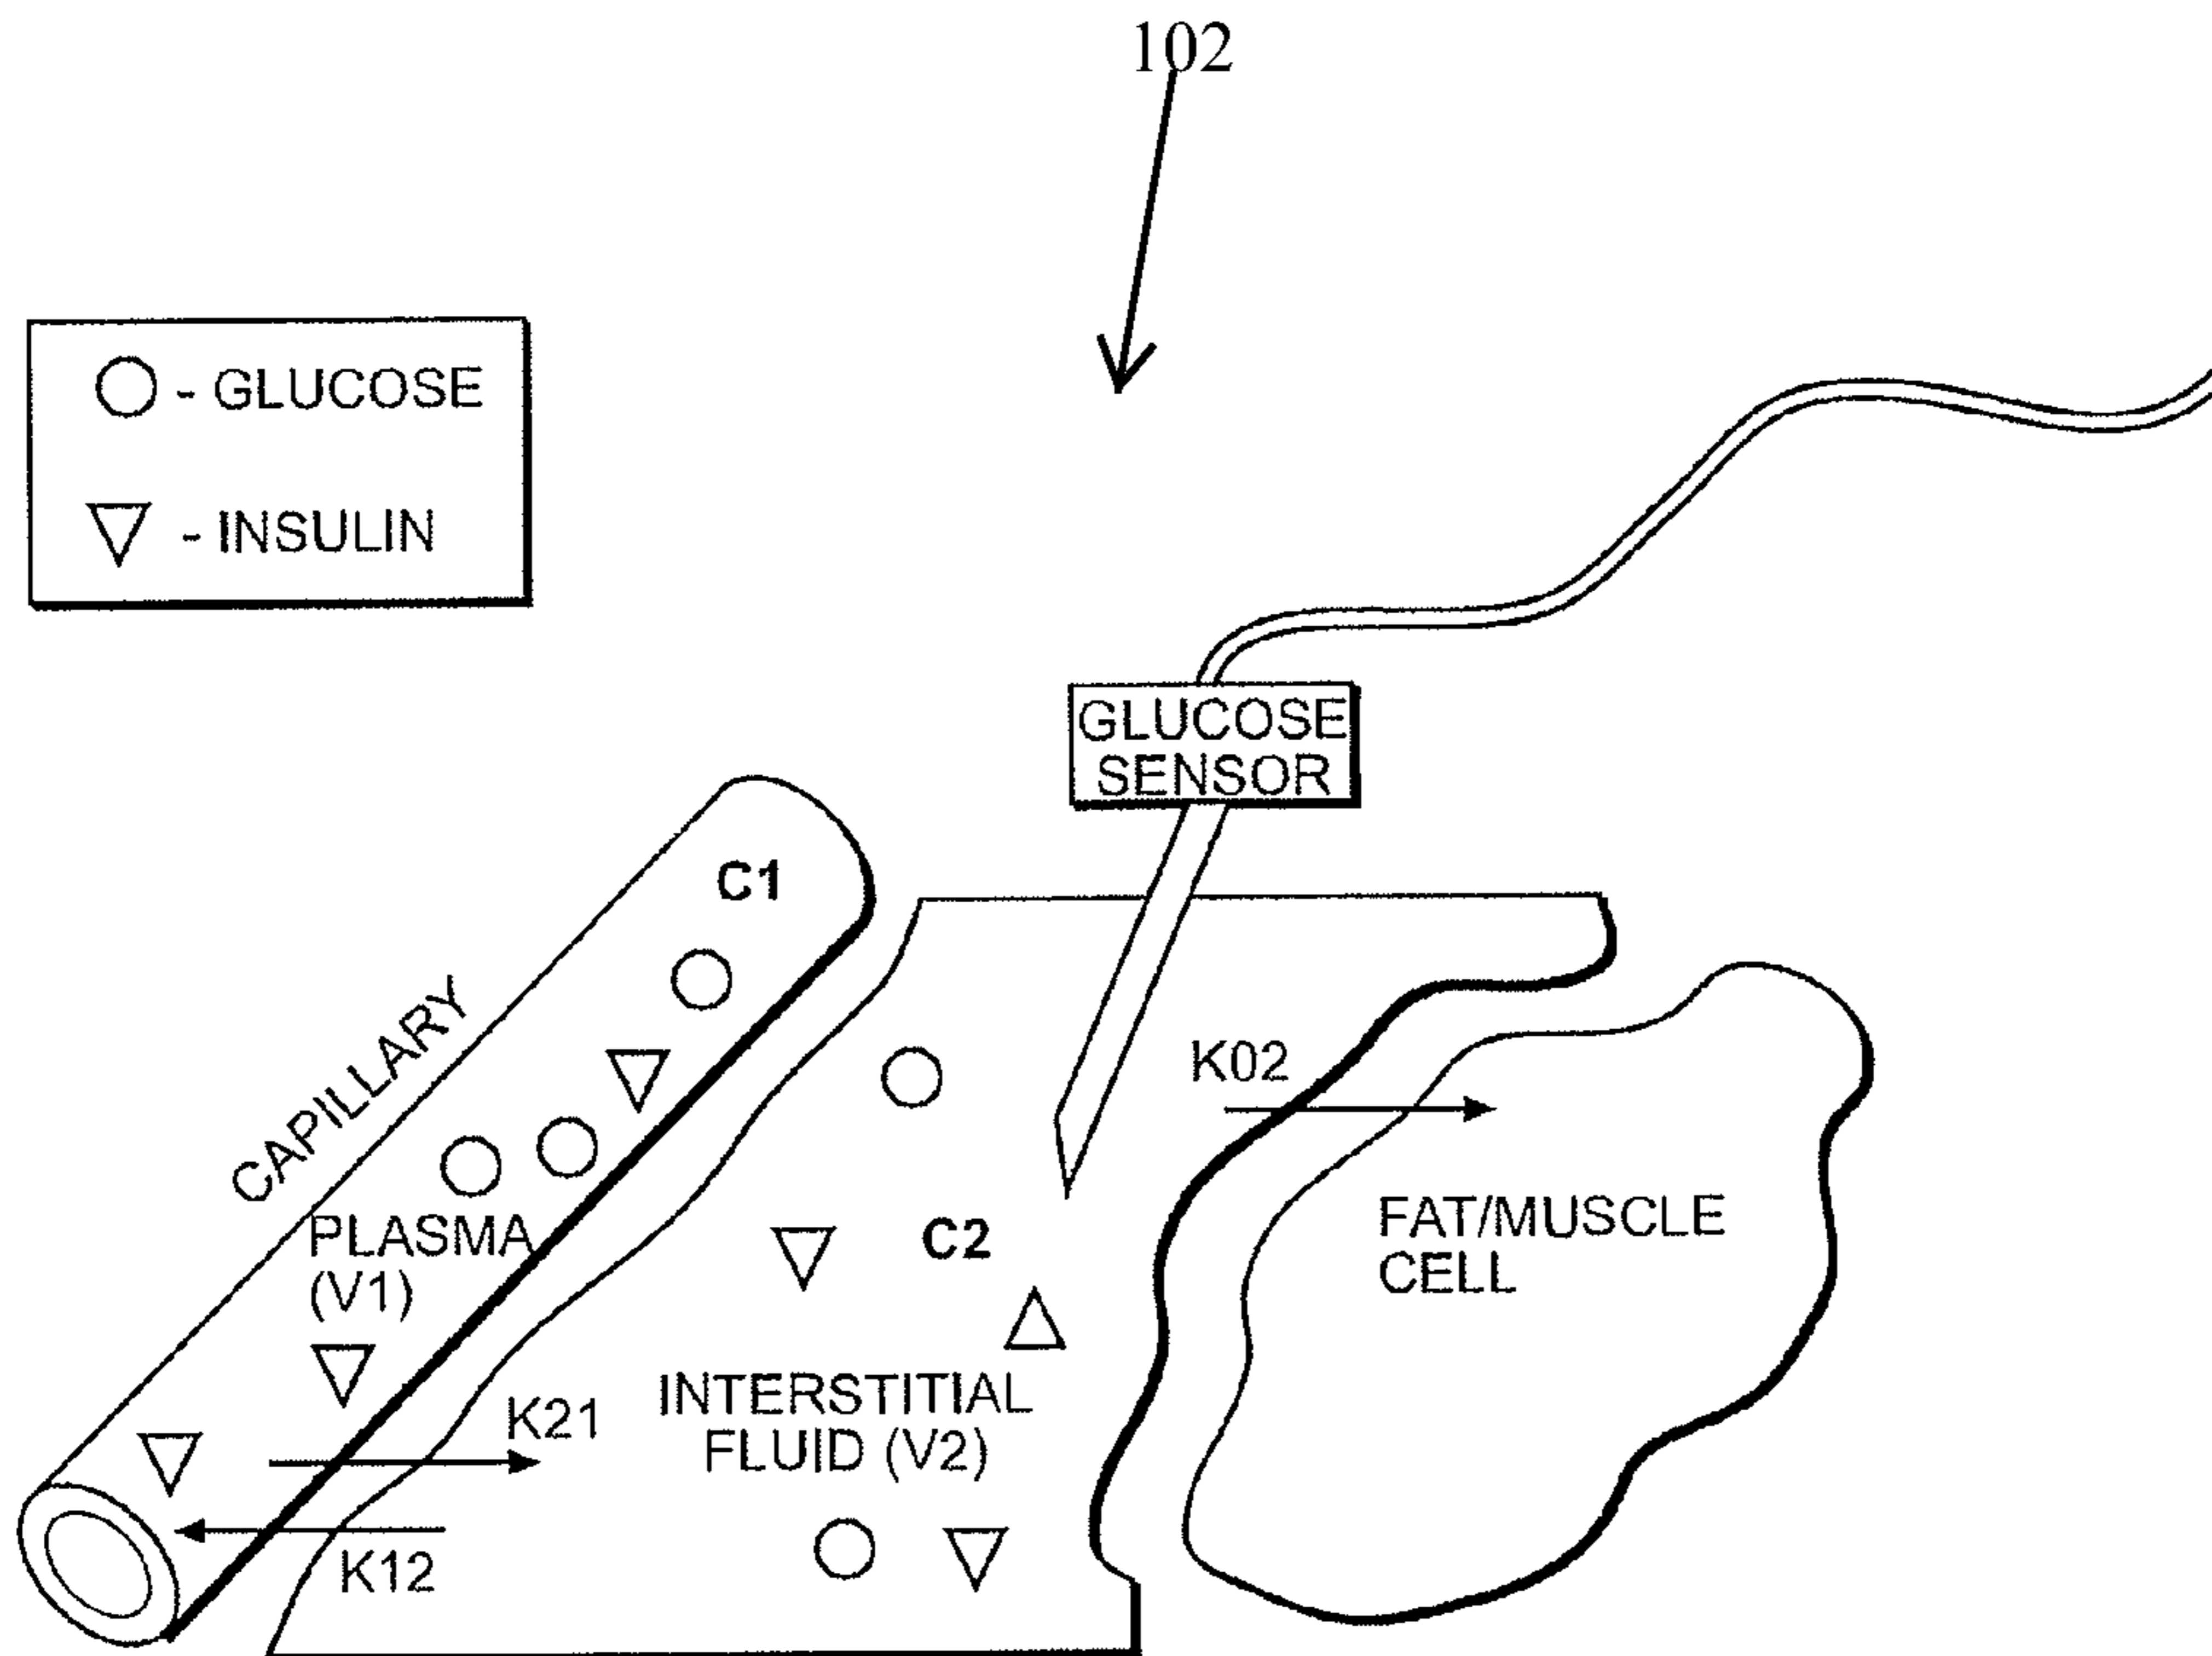 102
- GLUCOSE
- INSULIN
GLUCOSE
SENSOR
C1
CAPILLARY
K02
PLASMA
(V1)
C2
FAT/MUSCLE
CELL
K21
INTERSTITIAL
FLUID (V2)
K12